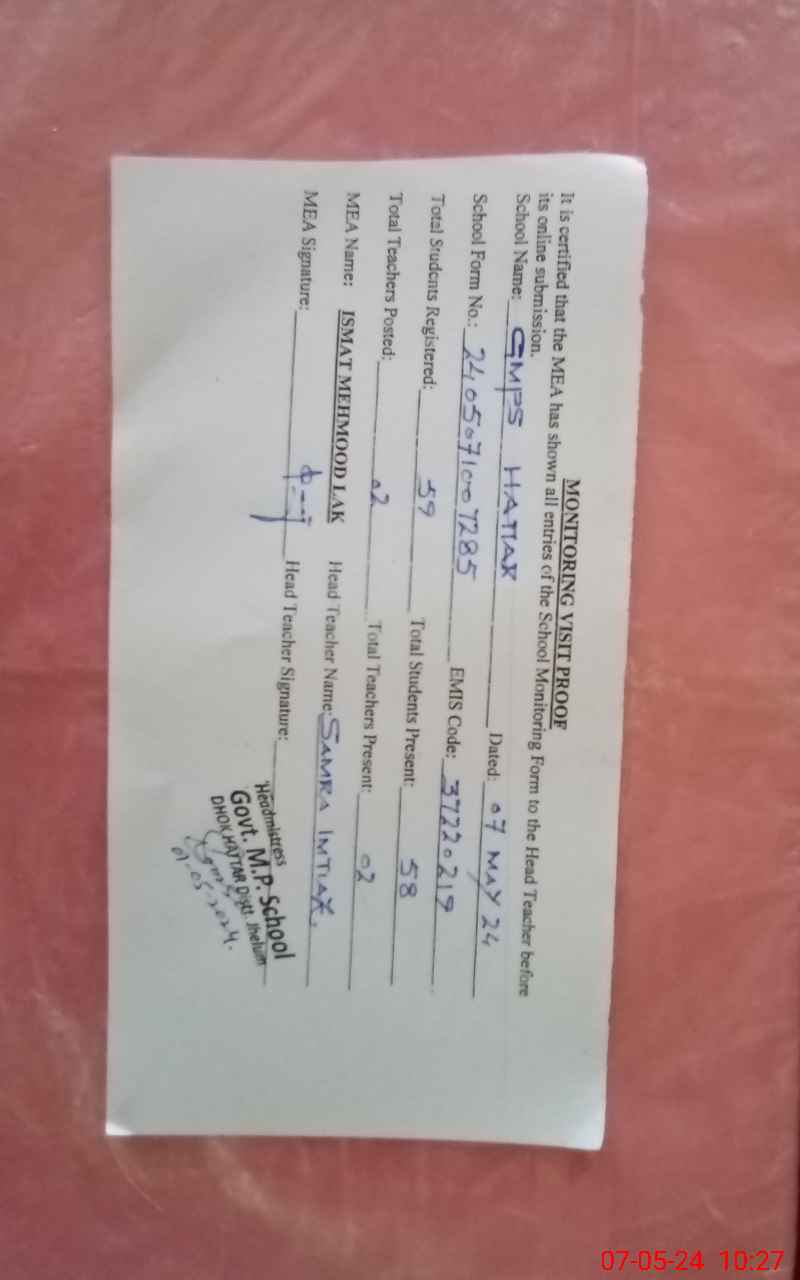 MONITORING VISIT PROOF
It is certified that the MEA has shown all entries of the School Monitoring Form to the Head Teacher before
its online submission.
School Name: GMPS HATTAR Dated: 07 MAY 24
School Form No.: 2405071007285 EMIS Code: 37220219
Total Students Registered: 59 Total Students Present: 58
Total Teachers Posted: 02 Total Teachers Present: 02
MEA Name: ISMAT MEHMOOD LAK Head Teacher Name: SAMRA IMTIAX.
MEA Signature: Head Teacher Signature:
Headmistress
Govt. M.P. School
DHOK HATTAR Distt. Jhelum
07-05-24 10:27